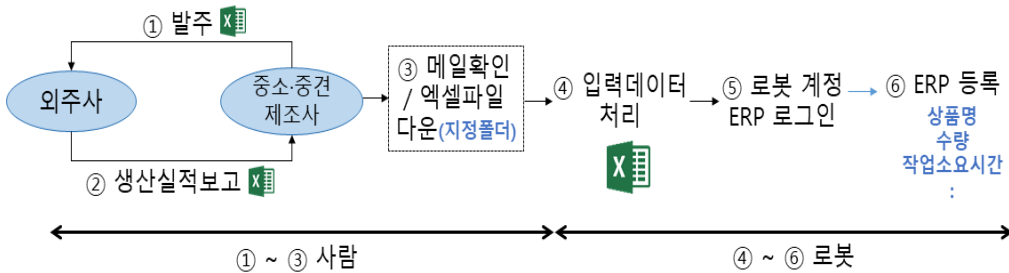 ① 발주
외주사
중소·중견
제조사
② 생산실적보고
③ 메일확인
/ 엑셀파일
다운(지정폴더)
④ 입력데이터
처리
⑤ 로봇 계정
ERP 로그인
⑥ ERP 등록
상품명
수량
작업소요시간
:
① ~ ③ 사람
④ ~ ⑥ 로봇